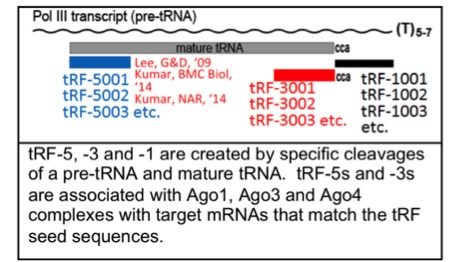 Pol III transcript (pre-tRNA)
(T)5-7
mature tRNA
cca
Lee, G&D, '09
Kumar, BMC Biol,
'14
Kumar, NAR, '14
tRF-5001
tRF-5002
tRF-5003 etc.
cca
tRF-3001
tRF-3002
tRF-3003 etc.
tRF-1001
tRF-1002
tRF-1003
etc.
tRF-5, -3 and -1 are created by specific cleavages
of a pre-tRNA and mature tRNA. tRF-5s and -3s
are associated with Ago1, Ago3 and Ago4
complexes with target mRNAs that match the tRF
seed sequences.